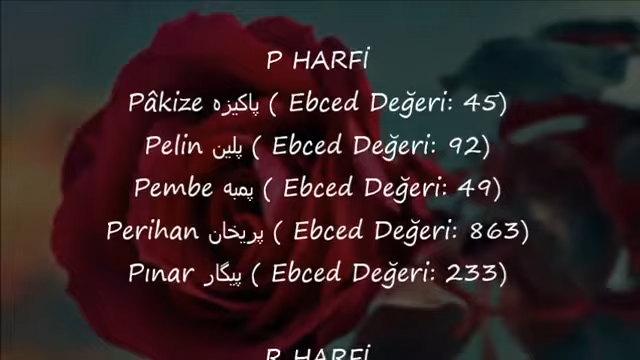 P HARFİ
Pâkize پاکیزه ( Ebced Değeri: 45)
Pelin پلین ( Ebced Değeri: 92)
Pembe پمبه ( Ebced Değeri: 49)
Perihan پریخان ( Ebced Değeri: 863)
Pınar پیگار ( Ebced Değeri: 233)
R HARFİ